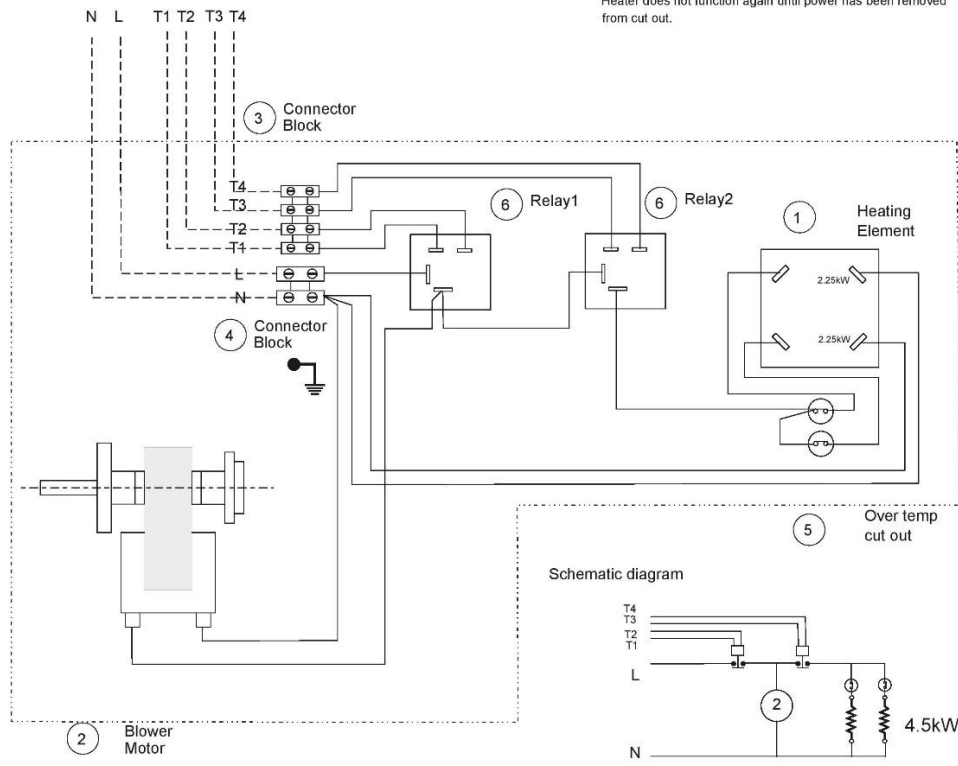 Heater does not function again until power has been removed
from cut out.
N L T1 T2 T3 T4
3 Connector
Block
T4
T3
T2
T1
L
N
6 Relay1
6 Relay2
1 Heating
Element
2.25kW
2.25kW
4 Connector
Block
5 Over temp
cut out
Schematic diagram
T4
T3
T2
T1
L
2
4.5kW
N
2 Blower
Motor